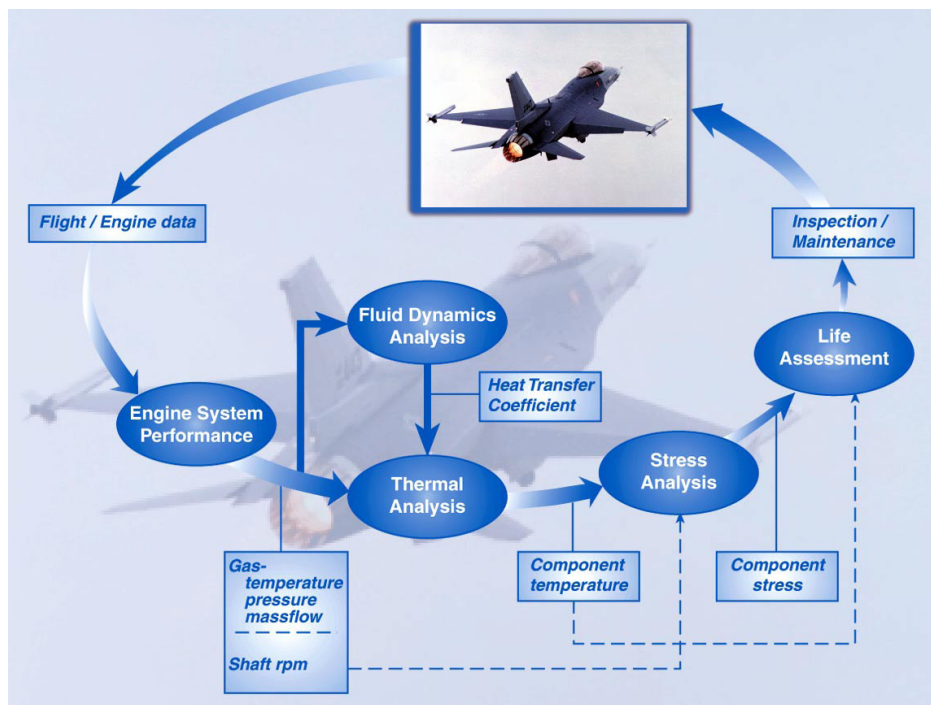 Flight / Engine data
Inspection /
Maintenance
Fluid Dynamics
Analysis
Life
Assessment
Heat Transfer
Coefficient
Engine System
Performance
Thermal
Analysis
Stress
Analysis
Gas-
temperature
pressure
massflow
Shaft rpm
Component
temperature
Component
stress